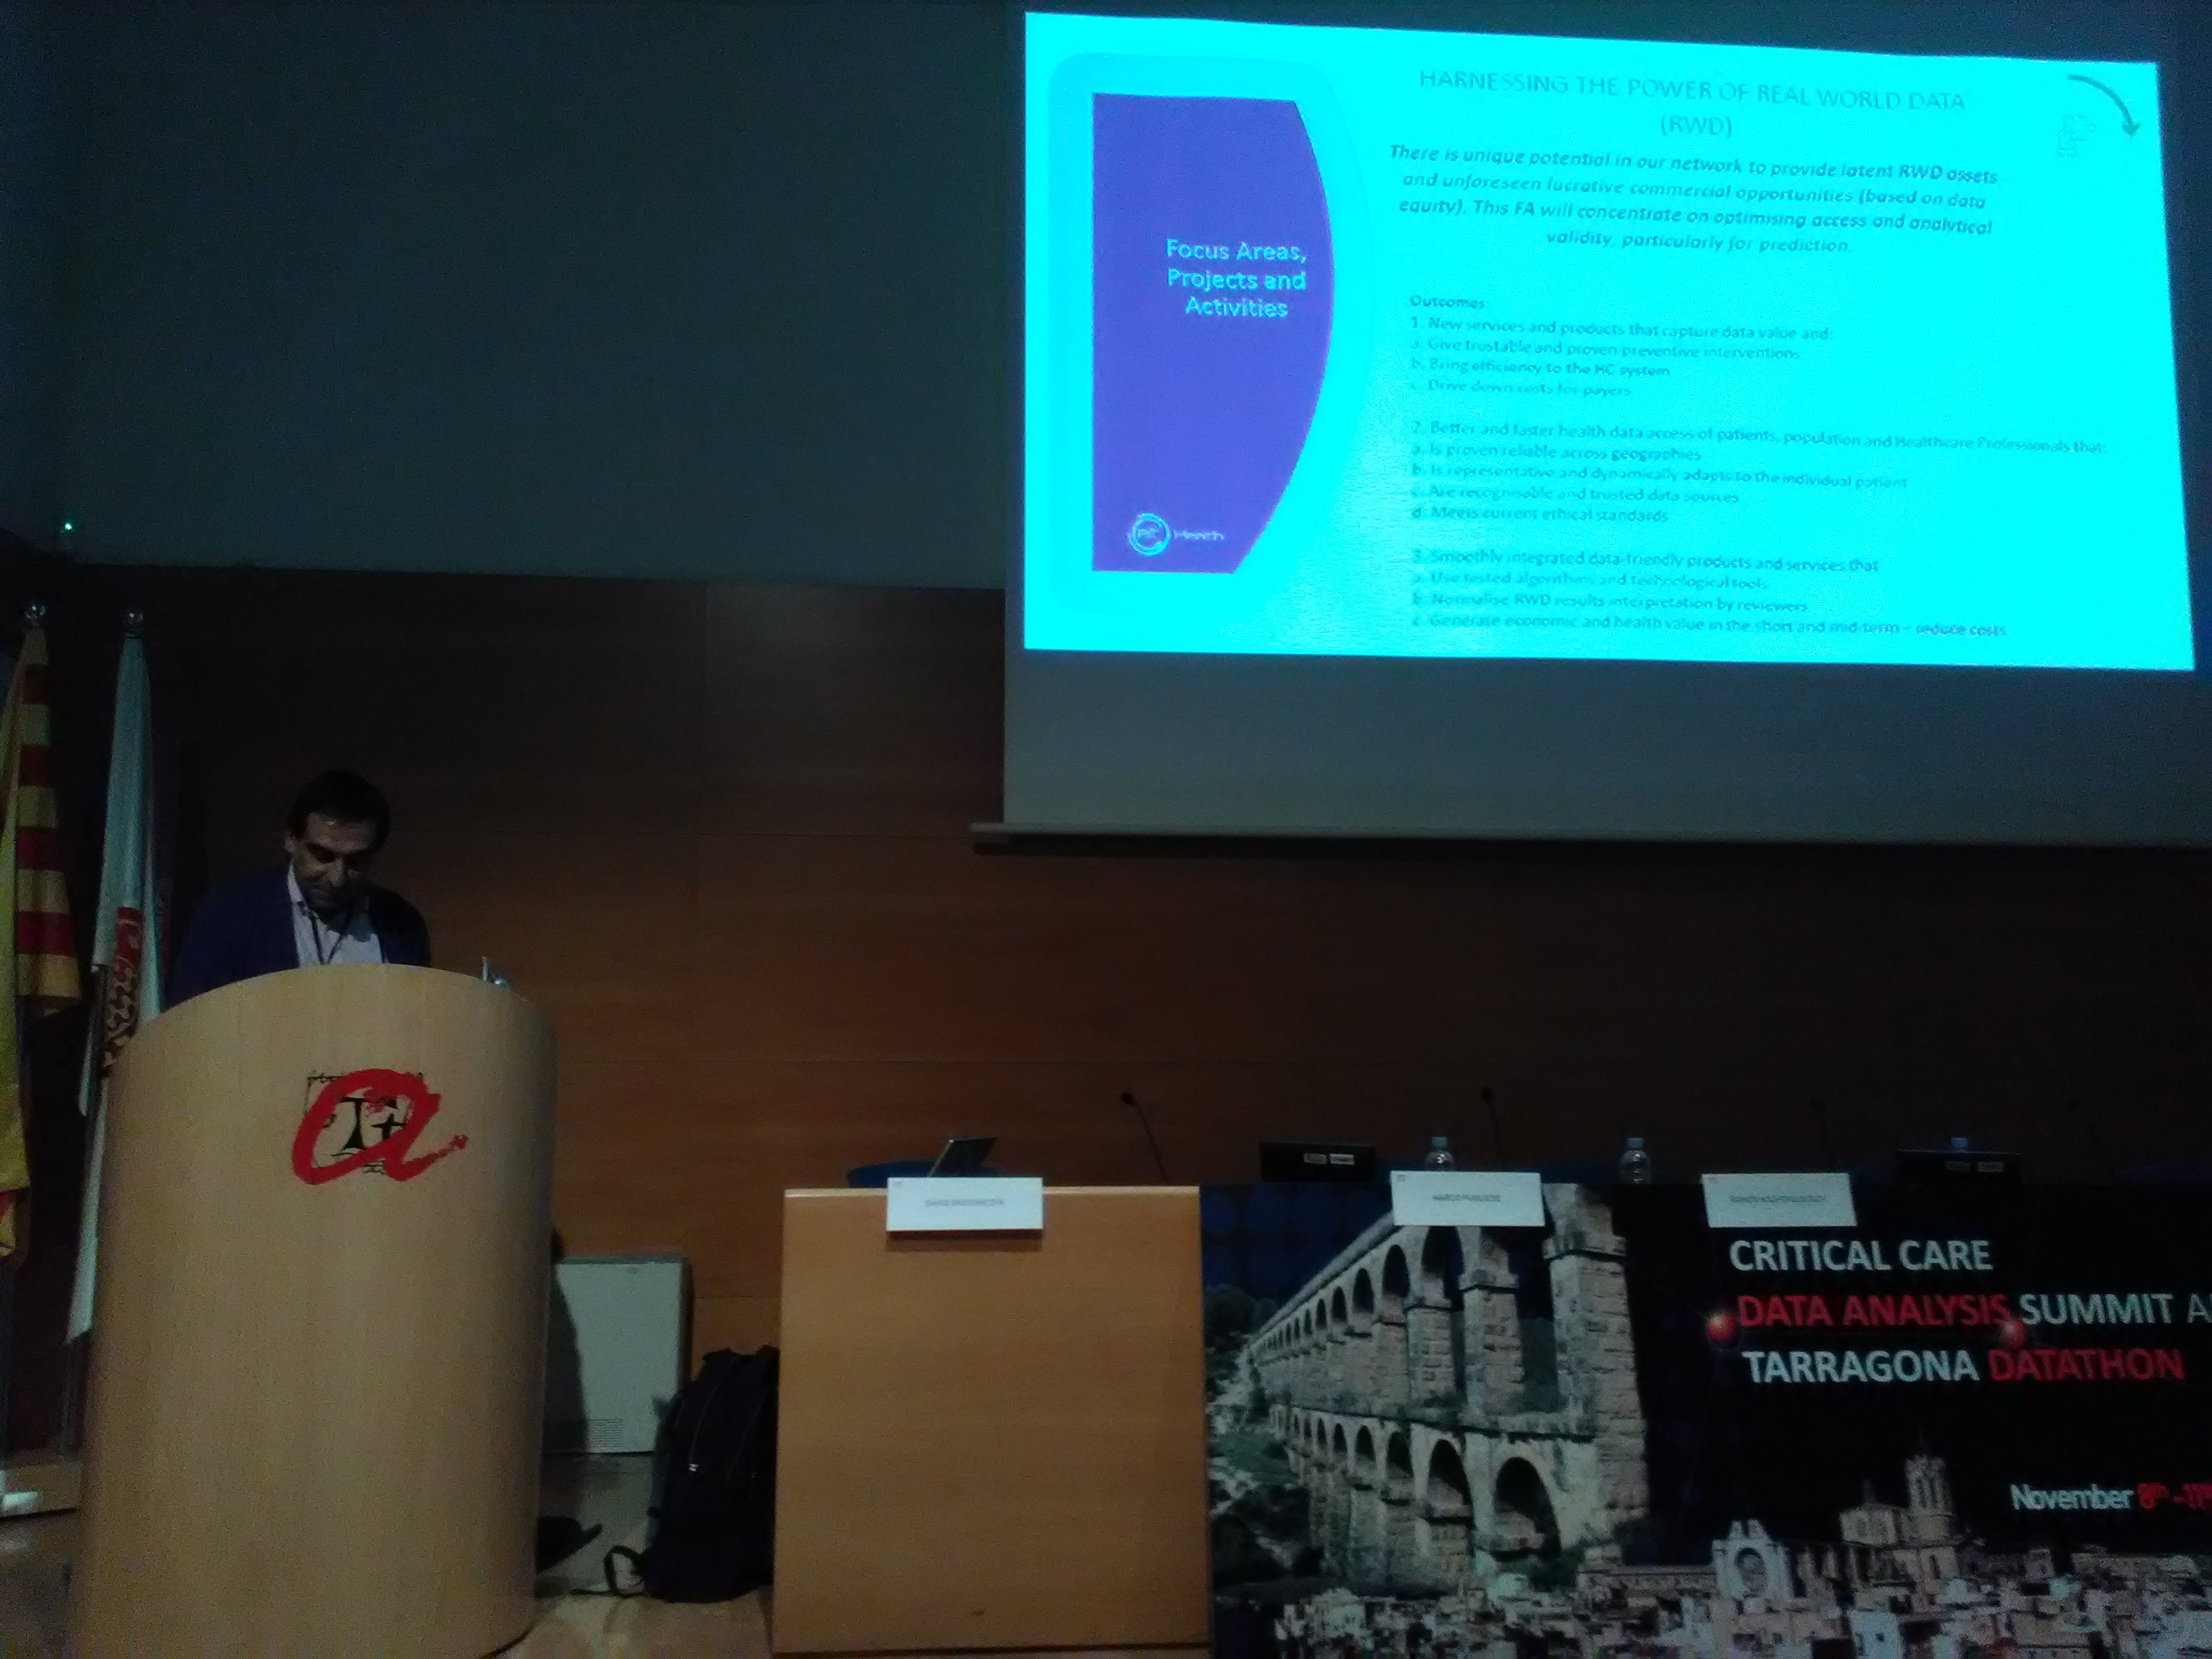 HARNESSING THE POWER OF REAL WORLD DATA
(RWD)
There is unique potential in our network to provide latent RWD assets
and unforeseen lucrative commercial opportunities (based on data
equity). This FA will concentrate on optimising access and analytical
validity, particularly for prediction.
Focus Areas,
Projects and
Activities
Health
Outcomes:
1. New services and products that capture data value and:
a. Give trustable and proven preventive interventions
b. Bring efficiency to the HC system
c. Drive down costs for payers
2. Better and faster health data access of patients, population and Healthcare Professionals that:
a. Is proven reliable across geographies
b. Is representative and dynamically adapts to the individual patient
c. Are recognisable and trusted data sources
d. Meets current ethical standards
3. Smoothly integrated data-friendly products and services that
a. Use tested algorithms and technological tools
b. Normalise RWD results interpretation by reviewers
c. Generate economic and health value in the short and mid-term – reduce costs
MARCO PUGLIESE
CRITICAL CARE
DATA ANALYSIS SUMMIT A
TARRAGONA DATATHON
November 8th -11